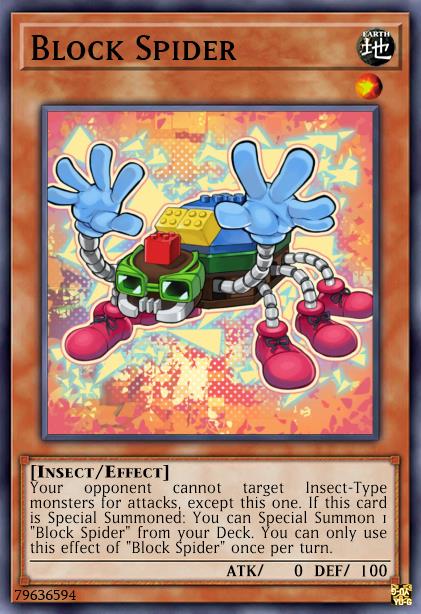 BLOCK SPIDER
EARTH
地
[INSECT/EFFECT]
Your opponent cannot target Insect-Type
monsters for attacks, except this one. If this card
is Special Summoned: You can Special Summon 1
"Block Spider" from your Deck. You can only use
this effect of "Block Spider" once per turn.
ATK/ 0 DEF/ 100
79636594